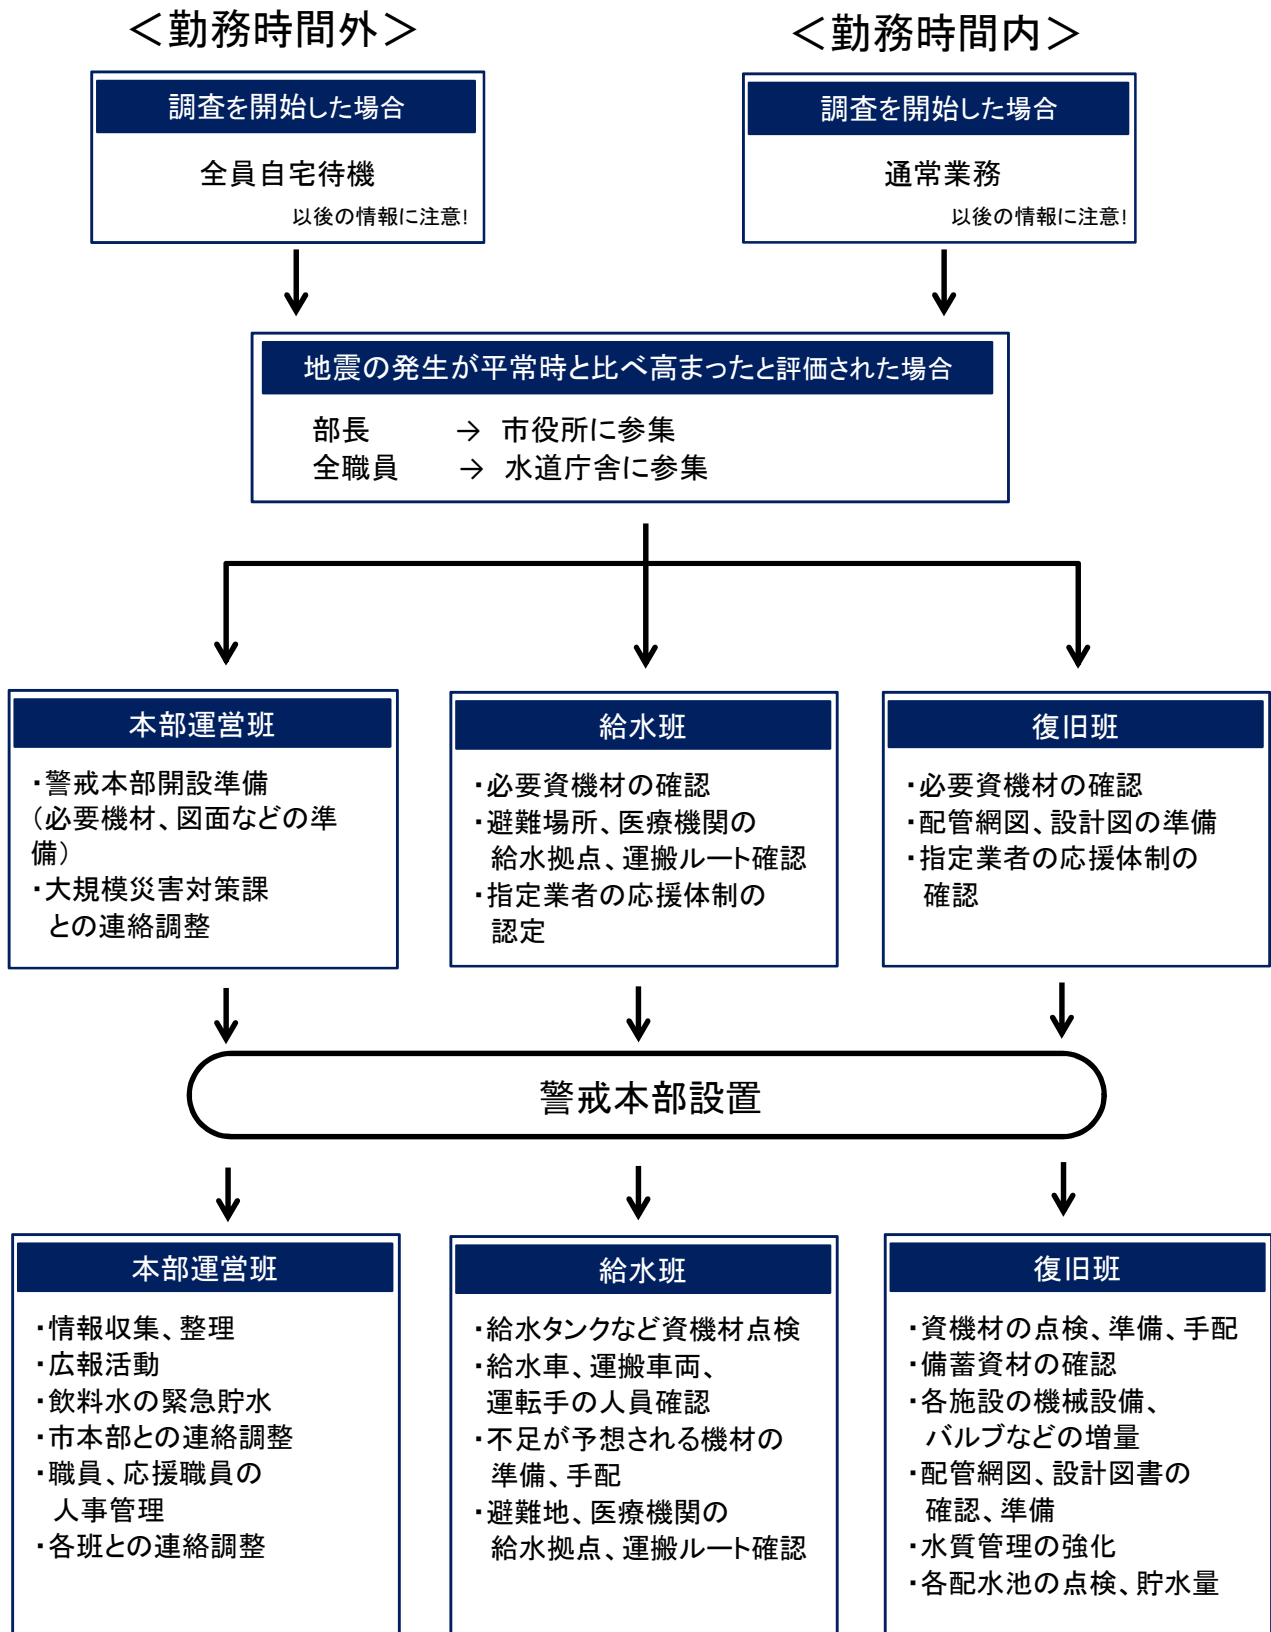 ＜勤務時間外＞
＜勤務時間内＞
調査を開始した場合
全員自宅待機
以後の情報に注意!
調査を開始した場合
通常業務
以後の情報に注意!
地震の発生が平常時と比べ高まったと評価された場合
部長 → 市役所に参集
全職員 → 水道庁舎に参集
本部運営班
・警戒本部開設準備
（必要機材、図面などの準
備）
・大規模災害対策課
との連絡調整
給水班
・必要資機材の確認
・避難場所、医療機関の
給水拠点、運搬ルート確認
・指定業者の応援体制の
認定
復旧班
・必要資機材の確認
・配管網図、設計図の準備
・指定業者の応援体制の
確認
警戒本部設置
本部運営班
・情報収集、整理
・広報活動
・飲料水の緊急貯水
・市本部との連絡調整
・職員、応援職員の
人事管理
・各班との連絡調整
給水班
・給水タンクなど資機材点検
・給水車、運搬車両、
運転手の人員確認
・不足が予想される機材の
準備、手配
・避難地、医療機関の
給水拠点、運搬ルート確認
復旧班
・資機材の点検、準備、手配
・備蓄資材の確認
・各施設の機械設備、
バルブなどの増量
・配管網図、設計図書の
確認、準備
・水質管理の強化
・各配水池の点検、貯水量